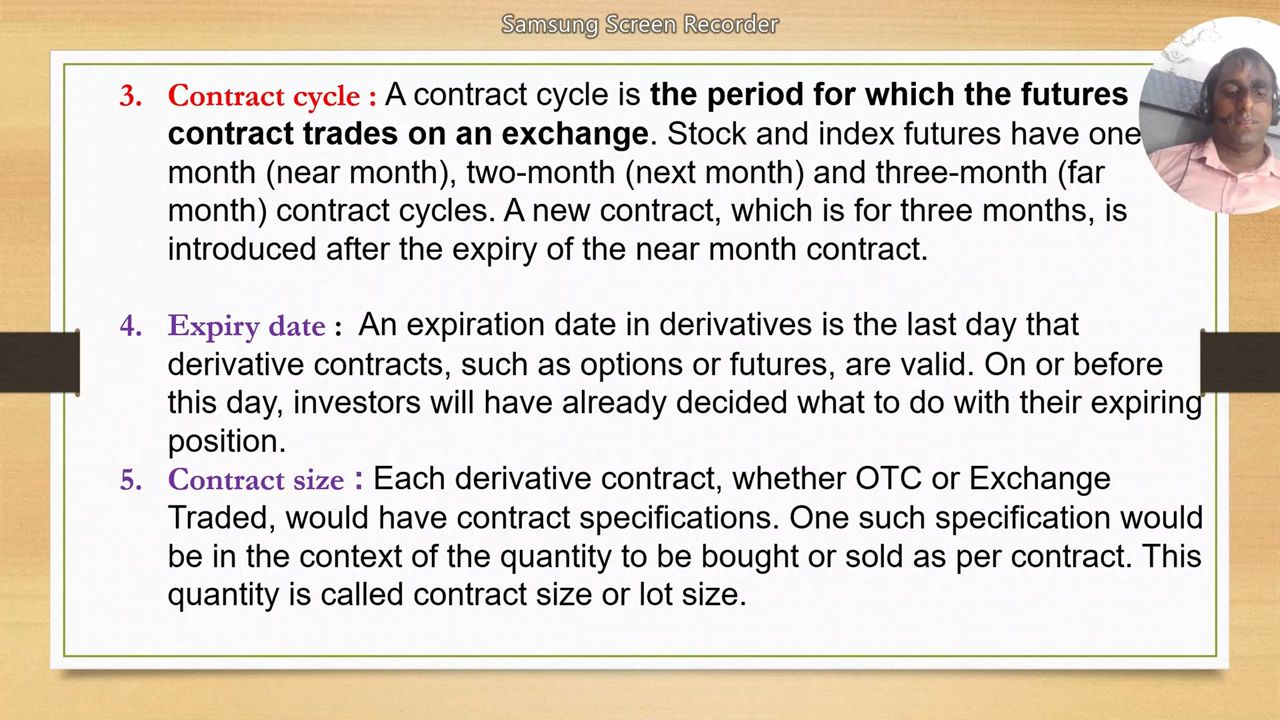 Samsung Screen Recorder
3. Contract cycle : A contract cycle is the period for which the futures
contract trades on an exchange. Stock and index futures have one
month (near month), two-month (next month) and three-month (far
month) contract cycles. A new contract, which is for three months, is
introduced after the expiry of the near month contract.
4. Expiry date : An expiration date in derivatives is the last day that
derivative contracts, such as options or futures, are valid. On or before
this day, investors will have already decided what to do with their expiring
position.
5. Contract size : Each derivative contract, whether OTC or Exchange
Traded, would have contract specifications. One such specification would
be in the context of the quantity to be bought or sold as per contract. This
quantity is called contract size or lot size.